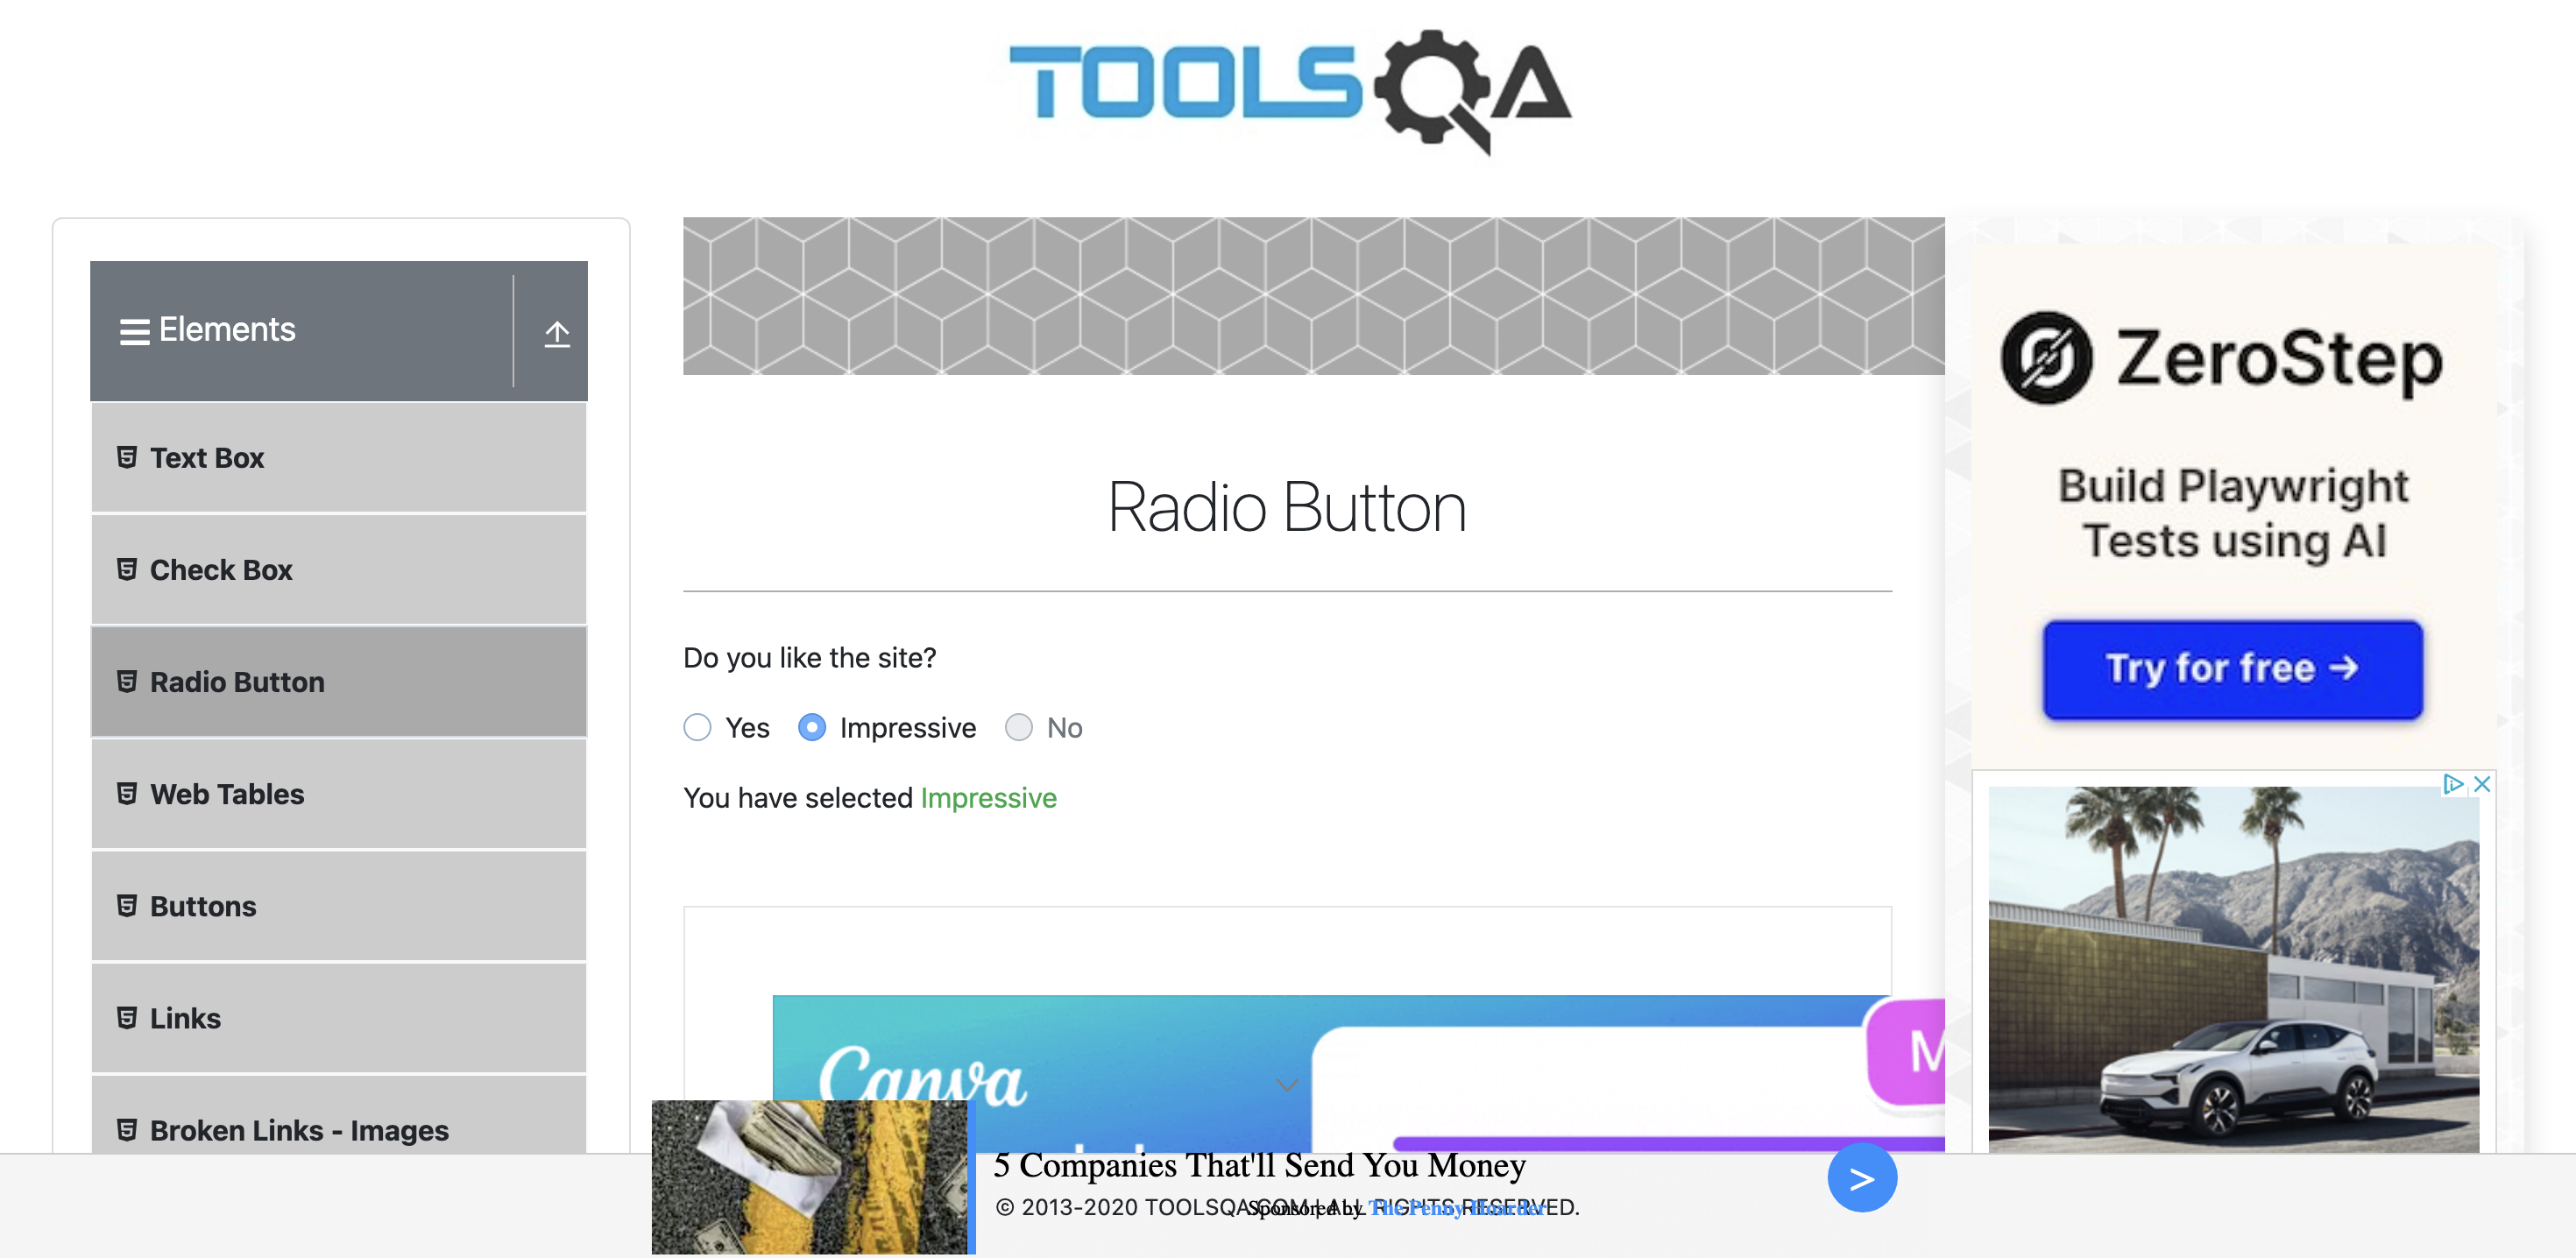 TOOLSQA
Elements
Text Box
Check Box
Radio Button
Web Tables
Buttons
Links
Broken Links - Images
Radio Button
Do you like the site?
Yes
Impressive
No
You have selected Impressive
Canva
M
5 Companies That'll Send You Money
© 2013-2020 TOOLSQA.COM | ALL RIGHTS RESERVED.
Sponsored by The Penny Hoarder
>
ZeroStep
Build Playwright
Tests using AI
Try for free →